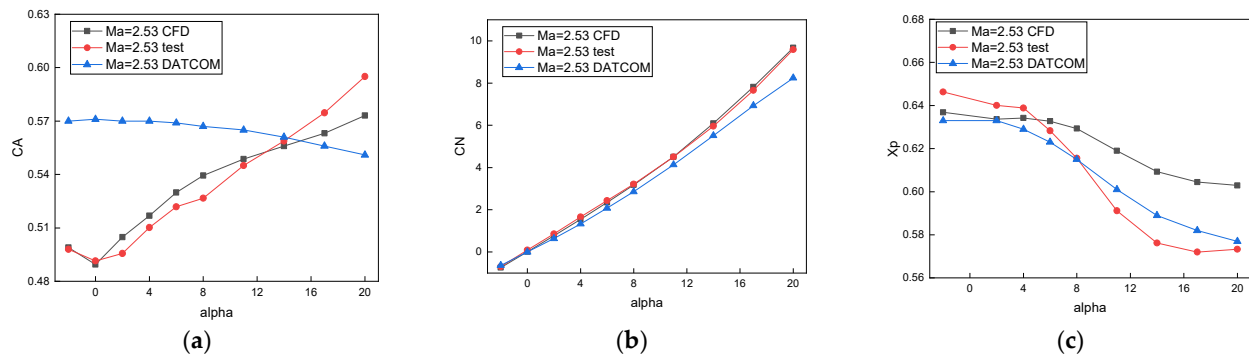 0.63
0.60
0.57
0.54
0.51
0.48
CA
Ma=2.53 CFD
Ma=2.53 test
Ma=2.53 DATCOM
0 4 8 12 16 20
alpha
(a)
10
8
6
4
2
0
CN
Ma=2.53 CFD
Ma=2.53 test
Ma=2.53 DATCOM
0 4 8 12 16 20
alpha
(b)
0.68
0.66
0.64
0.62
0.60
0.58
0.56
Xp
Ma=2.53 CFD
Ma=2.53 test
Ma=2.53 DATCOM
0 4 8 12 16 20
alpha
(c)